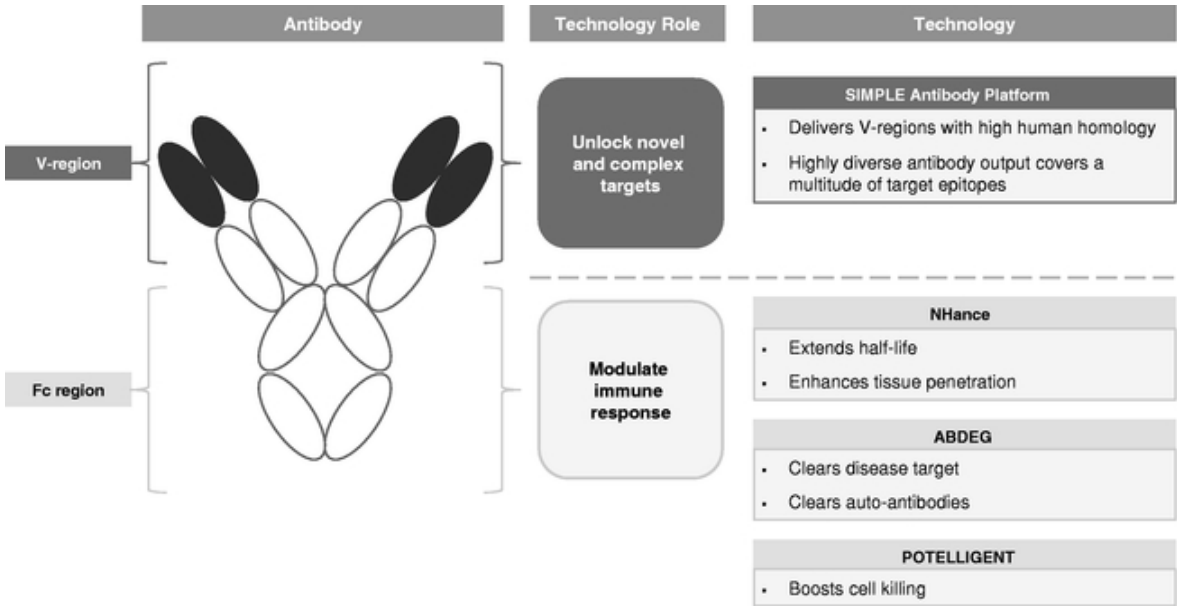 Antibody
Technology Role
Technology
V-region
Unlock novel
and complex
targets
SIMPLE Antibody Platform
• Delivers V-regions with high human homology
• Highly diverse antibody output covers a
multitude of target epitopes
Fc region
Modulate
immune
response
NHance
• Extends half-life
• Enhances tissue penetration
ABDEG
• Clears disease target
• Clears auto-antibodies
POTELLIGENT
• Boosts cell killing